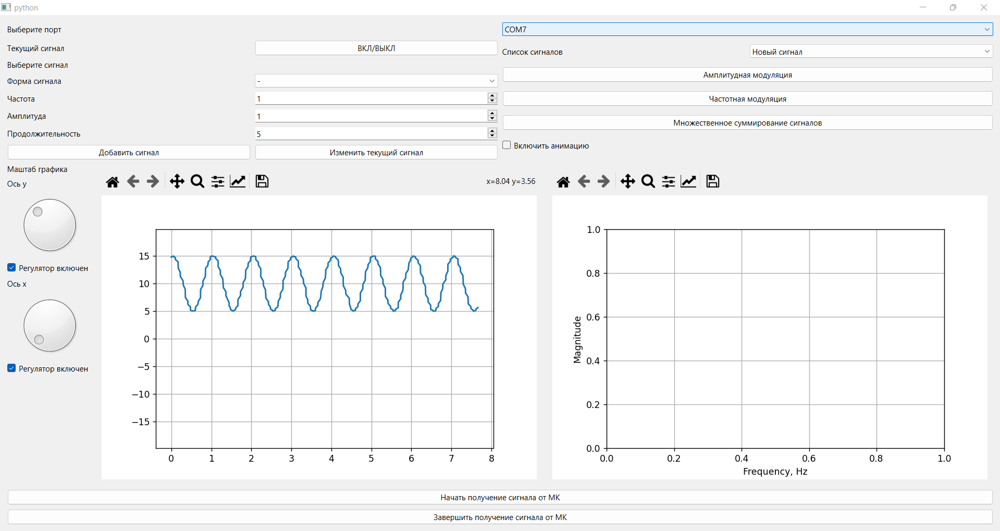 python
Выберите порт
COM7
Текущий сигнал
ВКЛ/ВЫКЛ
Список сигналов
Новый сигнал
Выберите сигнал
Амплитудная модуляция
Форма сигнала
-
Частота
1
Частотная модуляция
Амплитуда
1
Множественное суммирование сигналов
Продолжительность
5
Включить анимацию
Добавить сигнал
Изменить текущий сигнал
Маштаб графика
Ось y
x=8.04 y=3.56
Регулятор включен
Ось x
Регулятор включен
15
10
5
0
−5
−10
−15
0 1 2 3 4 5 6 7 8
1.0
0.8
0.6
0.4
0.2
0.0
Magnitude
0.0 0.2 0.4 0.6 0.8 1.0
Frequency, Hz
Начать получение сигнала от МК
Завершить получение сигнала от МК